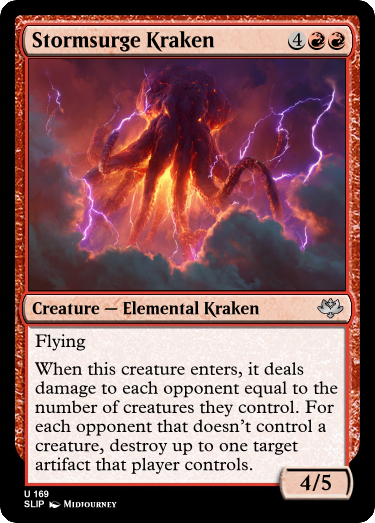 Stormsurge Kraken 4
Creature — Elemental Kraken
Flying
When this creature enters, it deals
damage to each opponent equal to the
number of creatures they control. For
each opponent that doesn't control a
creature, destroy up to one target
artifact that player controls.
4/5
U 169
SLIP Midjourney